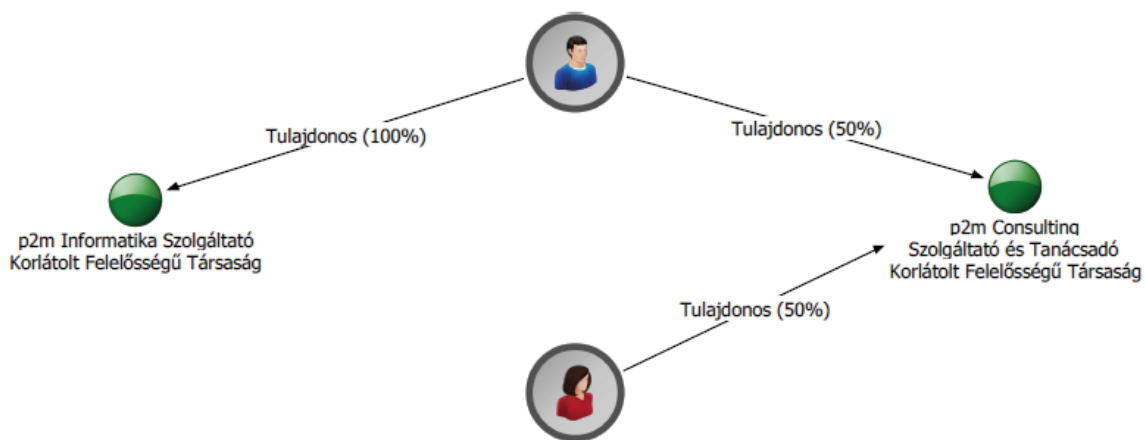 Tulajdonos (100%)
Tulajdonos (50%)
p2m Informatika Szolgáltató
Korlátolt Felelősségű Társaság
p2m Consulting
Szolgáltató és Tanácsadó
Korlátolt Felelősségű Társaság
Tulajdonos (50%)